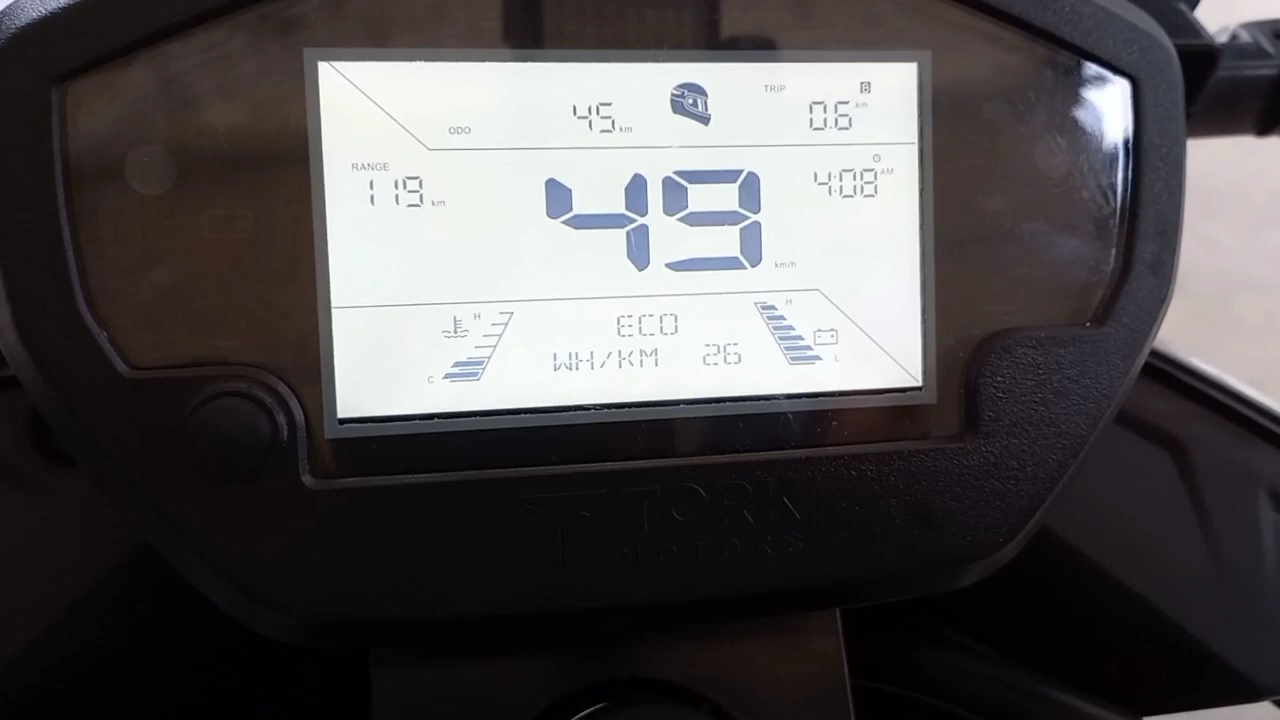 ODO 45 km
TRIP 0.6 km
RANGE
119 km
4:08 AM
49 km/h
H
C
ECO
WH/KM 26
H
L
TORK
MOTORS